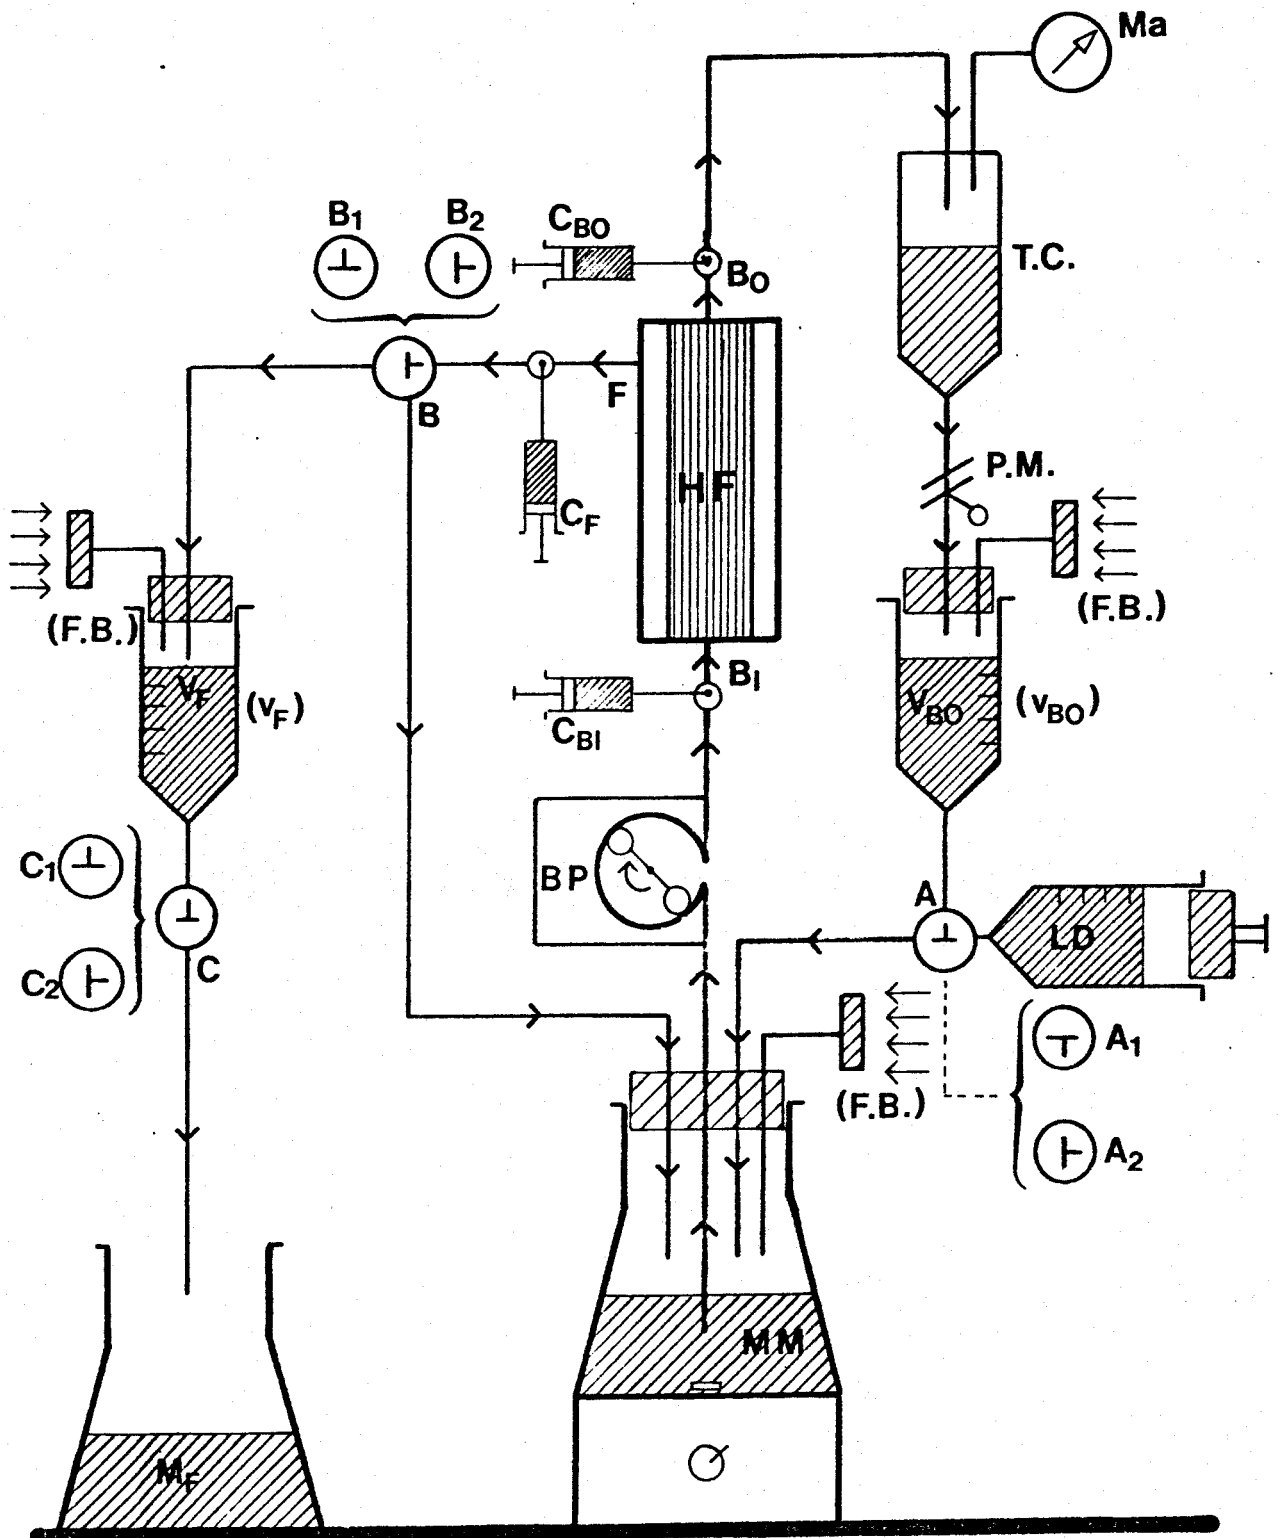 Ma
B1
B2
CBO
BO
T.C.
F
B
HF
P.M.
CF
(F.B.)
(F.B.)
BI
VF
(vF)
VBO
(vBO)
CBI
C1
BP
A
LD
C2
C
A1
(F.B.)
A2
MM
MF